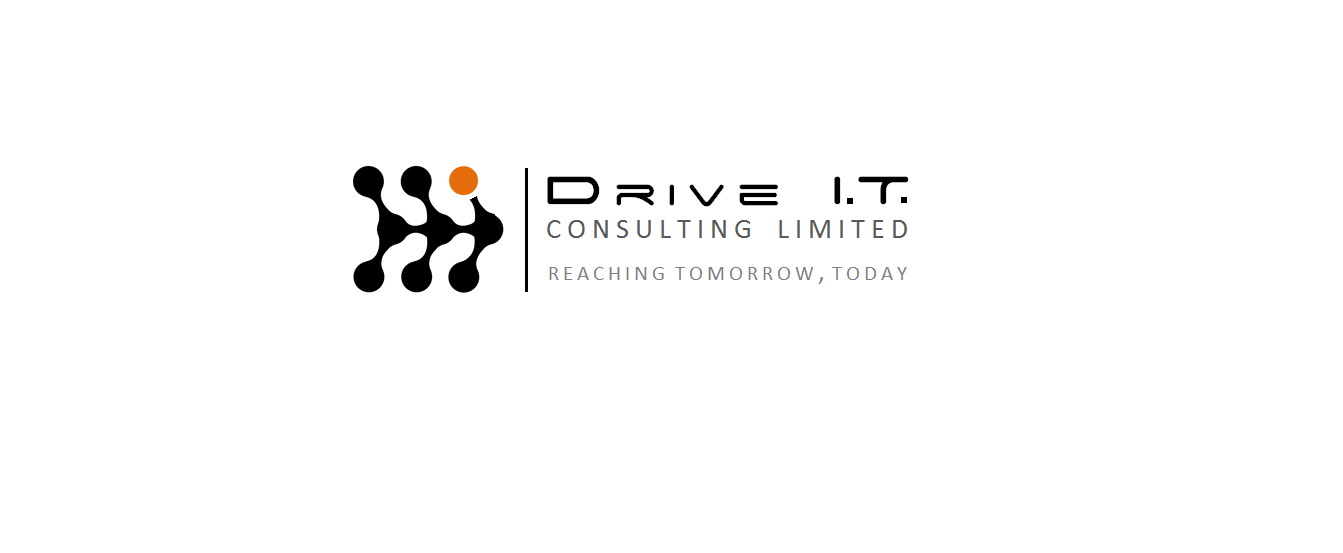 Drive I.T.
CONSULTING LIMITED
REACHING TOMORROW, TODAY